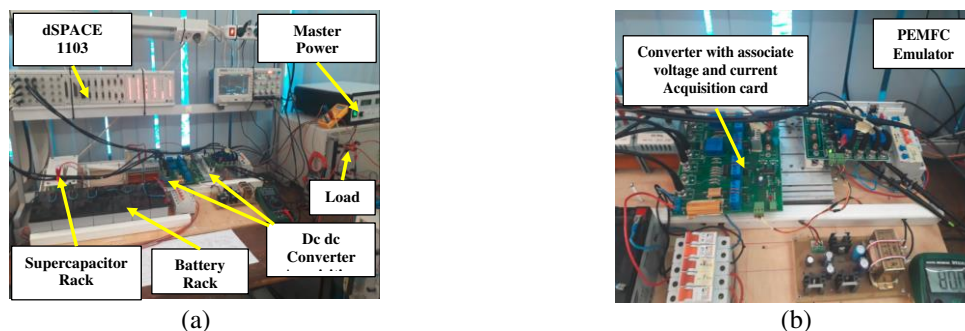 dSPACE
1103
Master
Power
Load
Supercapacitor
Rack
Battery
Rack
Dc dc
Converter
(a)
PEMFC
Emulator
Converter with associate
voltage and current
Acquisition card
(b)